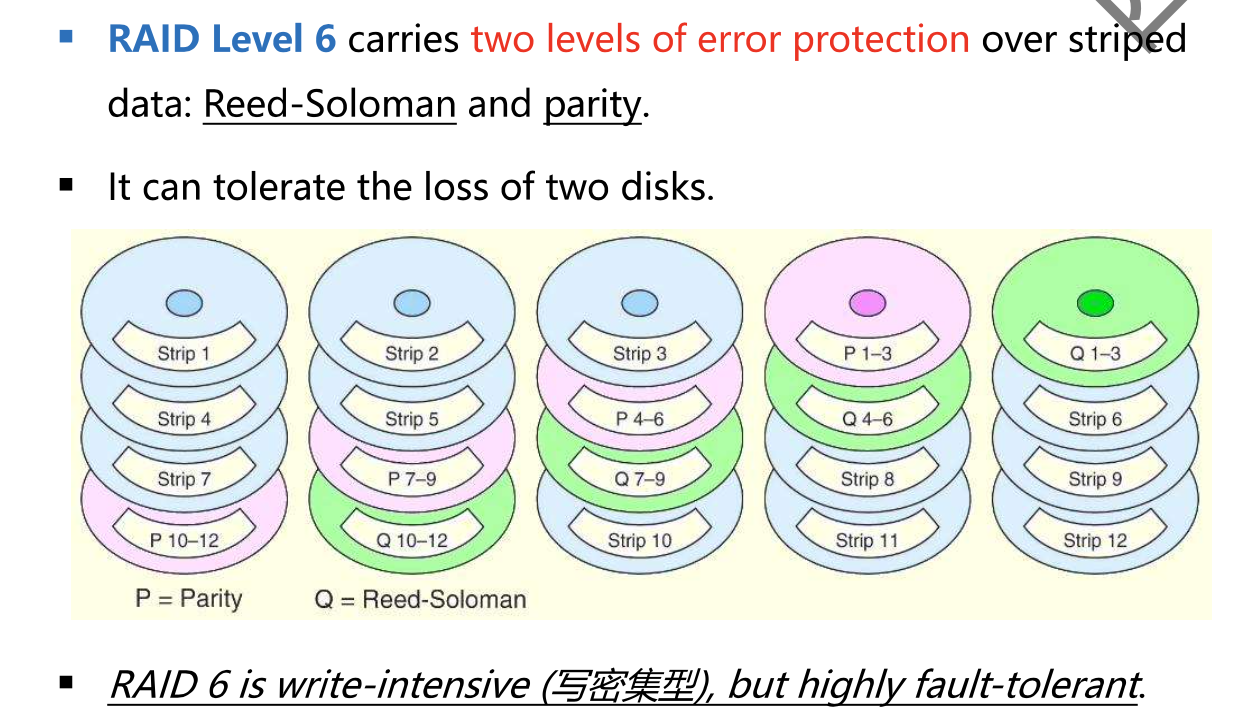 ▪ RAID Level 6 carries two levels of error protection over striped
data: Reed-Soloman and parity.
▪ It can tolerate the loss of two disks.
Strip 1 Strip 2 Strip 3 P 1–3 Q 1–3
Strip 4 Strip 5 P 4–6 Q 4–6 Strip 6
Strip 7 P 7–9 Q 7–9 Strip 8 Strip 9
P 10–12 Q 10–12 Strip 10 Strip 11 Strip 12
P = Parity Q = Reed-Soloman
▪ RAID 6 is write-intensive (写密集型), but highly fault-tolerant.